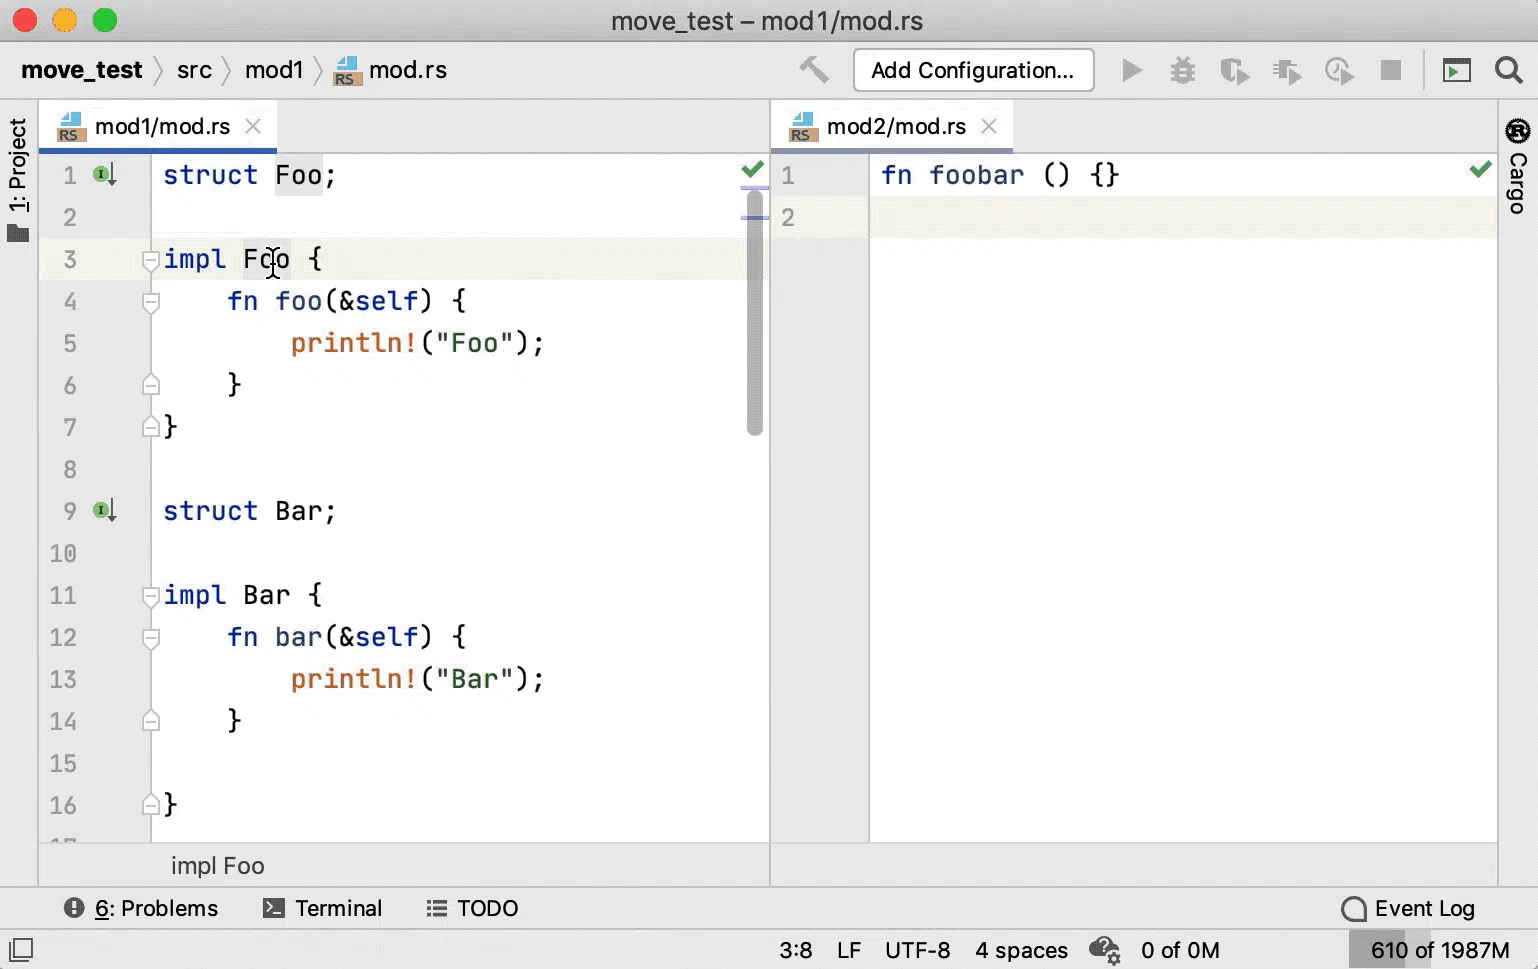 move_test – mod1/mod.rs
move_test src mod1 RS mod.rs
Add Configuration...
RS mod1/mod.rs
RS mod2/mod.rs
1: Project
1 struct Foo;
2
3 impl Foo {
4     fn foo(&self) {
5         println!("Foo");
6     }
7 }
8
9 struct Bar;
10
11 impl Bar {
12     fn bar(&self) {
13         println!("Bar");
14     }
15
16 }
impl Foo
1 fn foobar () {}
2
Cargo
6: Problems
Terminal
TODO
Event Log
3:8 LF UTF-8 4 spaces 0 of 0M 610 of 1987M